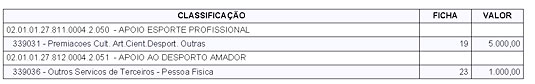 CLASSIFICAÇÃO FICHA VALOR
02.01.01.27.811.0004.2.050 - APOIO ESPORTE PROFISSIONAL
339031 - Premiacoes Cult. Art.Cient.Desport. Outras 19 5.000,00
02.01.01.27.812.0004.2.051 - APOIO AO DESPORTO AMADOR
339036 - Outros Servicos de Terceiros - Pessoa Fisica 23 1.000,00